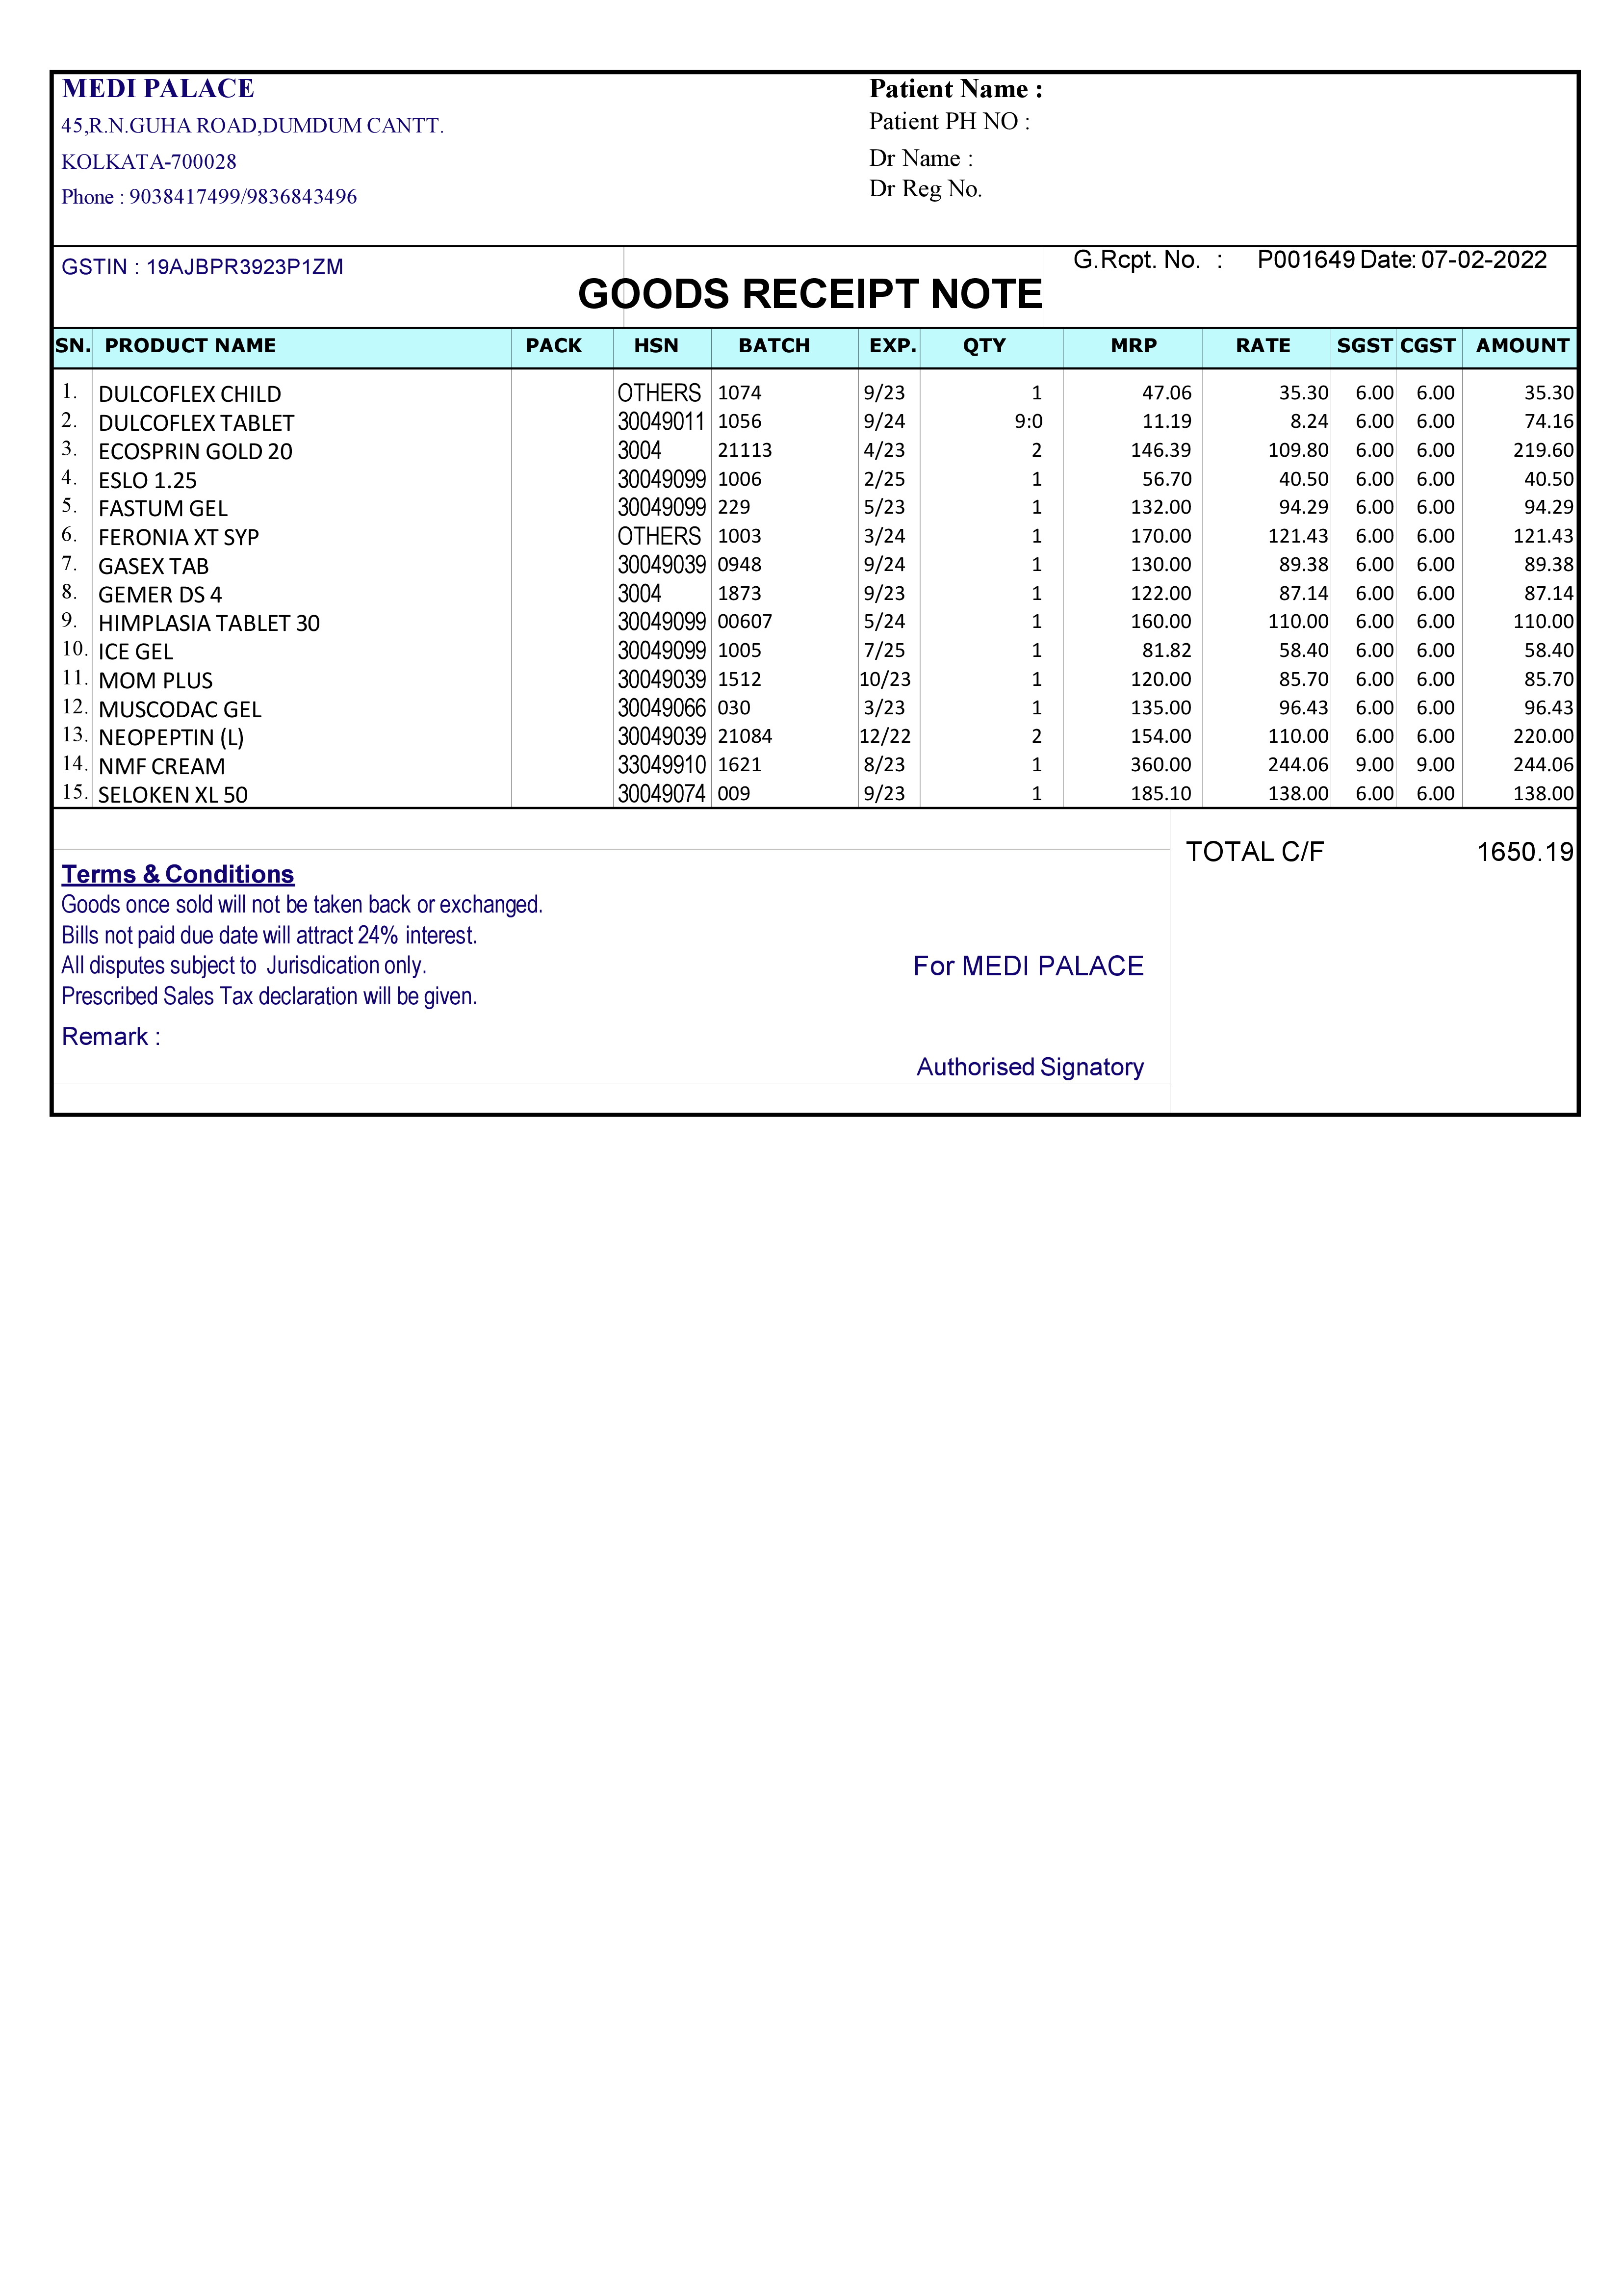 MEDI PALACE
45,R.N.GUHA ROAD,DUMDUM CANTT.
KOLKATA-700028
Phone : 9038417499/9836843496
Patient Name :
Patient PH NO :
Dr Name :
Dr Reg No.
GSTIN : 19AJBPR3923P1ZM
GOODS RECEIPT NOTE
G.Rcpt. No. : P001649 Date: 07-02-2022
SN. PRODUCT NAME PACK HSN BATCH EXP. QTY MRP RATE SGST CGST AMOUNT
1. DULCOFLEX CHILD OTHERS 1074 9/23 1 47.06 35.30 6.00 6.00 35.30
2. DULCOFLEX TABLET 30049011 1056 9/24 9:0 11.19 8.24 6.00 6.00 74.16
3. ECOSPRIN GOLD 20 3004 21113 4/23 2 146.39 109.80 6.00 6.00 219.60
4. ESLO 1.25 30049099 1006 2/25 1 56.70 40.50 6.00 6.00 40.50
5. FASTUM GEL 30049099 229 5/23 1 132.00 94.29 6.00 6.00 94.29
6. FERONIA XT SYP OTHERS 1003 3/24 1 170.00 121.43 6.00 6.00 121.43
7. GASEX TAB 30049039 0948 9/24 1 130.00 89.38 6.00 6.00 89.38
8. GEMER DS 4 3004 1873 9/23 1 122.00 87.14 6.00 6.00 87.14
9. HIMPLASIA TABLET 30 30049099 00607 5/24 1 160.00 110.00 6.00 6.00 110.00
10. ICE GEL 30049099 1005 7/25 1 81.82 58.40 6.00 6.00 58.40
11. MOM PLUS 30049039 1512 10/23 1 120.00 85.70 6.00 6.00 85.70
12. MUSCODAC GEL 30049066 030 3/23 1 135.00 96.43 6.00 6.00 96.43
13. NEOPEPTIN (L) 30049039 21084 12/22 2 154.00 110.00 6.00 6.00 220.00
14. NMF CREAM 33049910 1621 8/23 1 360.00 244.06 9.00 9.00 244.06
15. SELOKEN XL 50 30049074 009 9/23 1 185.10 138.00 6.00 6.00 138.00
TOTAL C/F 1650.19
Terms & Conditions
Goods once sold will not be taken back or exchanged.
Bills not paid due date will attract 24% interest.
All disputes subject to  Jurisdication only.
Prescribed Sales Tax declaration will be given.
Remark :
For MEDI PALACE
Authorised Signatory